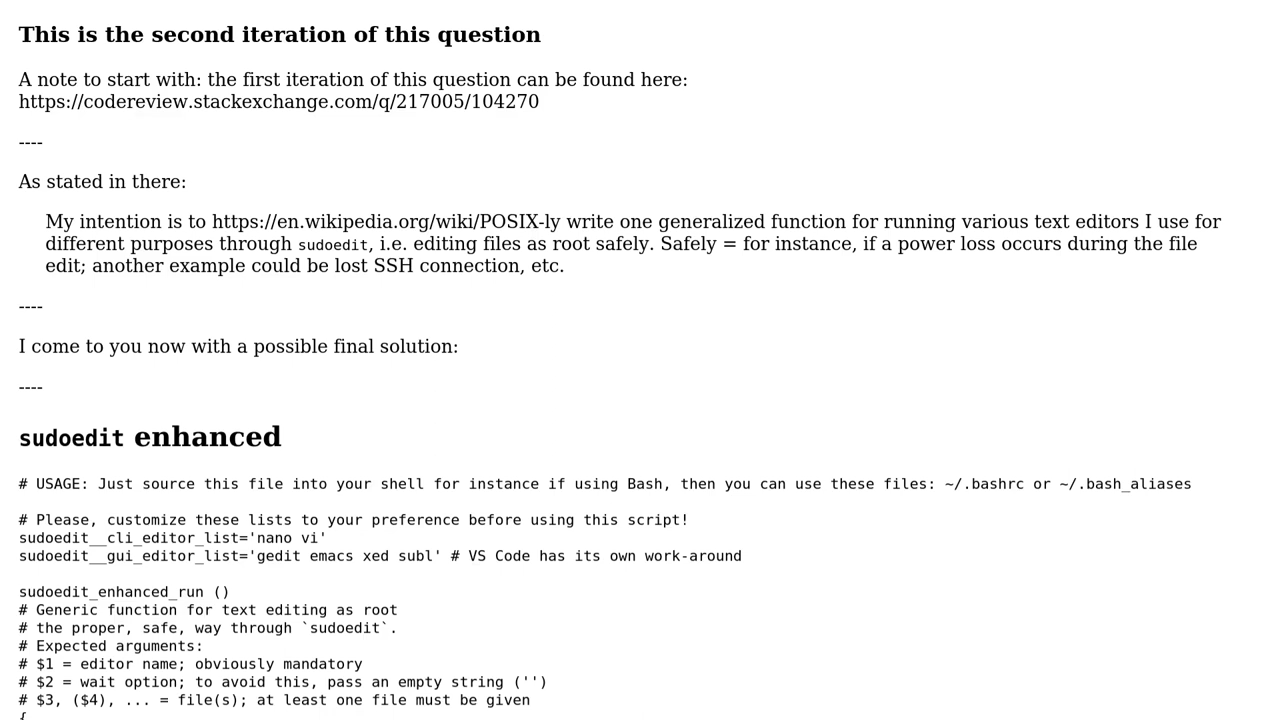 This is the second iteration of this question
A note to start with: the first iteration of this question can be found here:
https://codereview.stackexchange.com/q/217005/104270
----
As stated in there:
My intention is to https://en.wikipedia.org/wiki/POSIX-ly write one generalized function for running various text editors I use for
different purposes through sudoedit, i.e. editing files as root safely. Safely = for instance, if a power loss occurs during the file
edit; another example could be lost SSH connection, etc.
----
I come to you now with a possible final solution:
----
sudoedit enhanced
# USAGE: Just source this file into your shell for instance if using Bash, then you can use these files: ~/.bashrc or ~/.bash_aliases
# Please, customize these lists to your preference before using this script!
sudoedit__cli_editor_list='nano vi'
sudoedit__gui_editor_list='gedit emacs xed subl' # VS Code has its own work-around
sudoedit_enhanced_run ()
# Generic function for text editing as root
# the proper, safe, way through `sudoedit`.
# Expected arguments:
# $1 = editor name; obviously mandatory
# $2 = wait option; to avoid this, pass an empty string ('')
# $3, ($4), ... = file(s); at least one file must be given
{